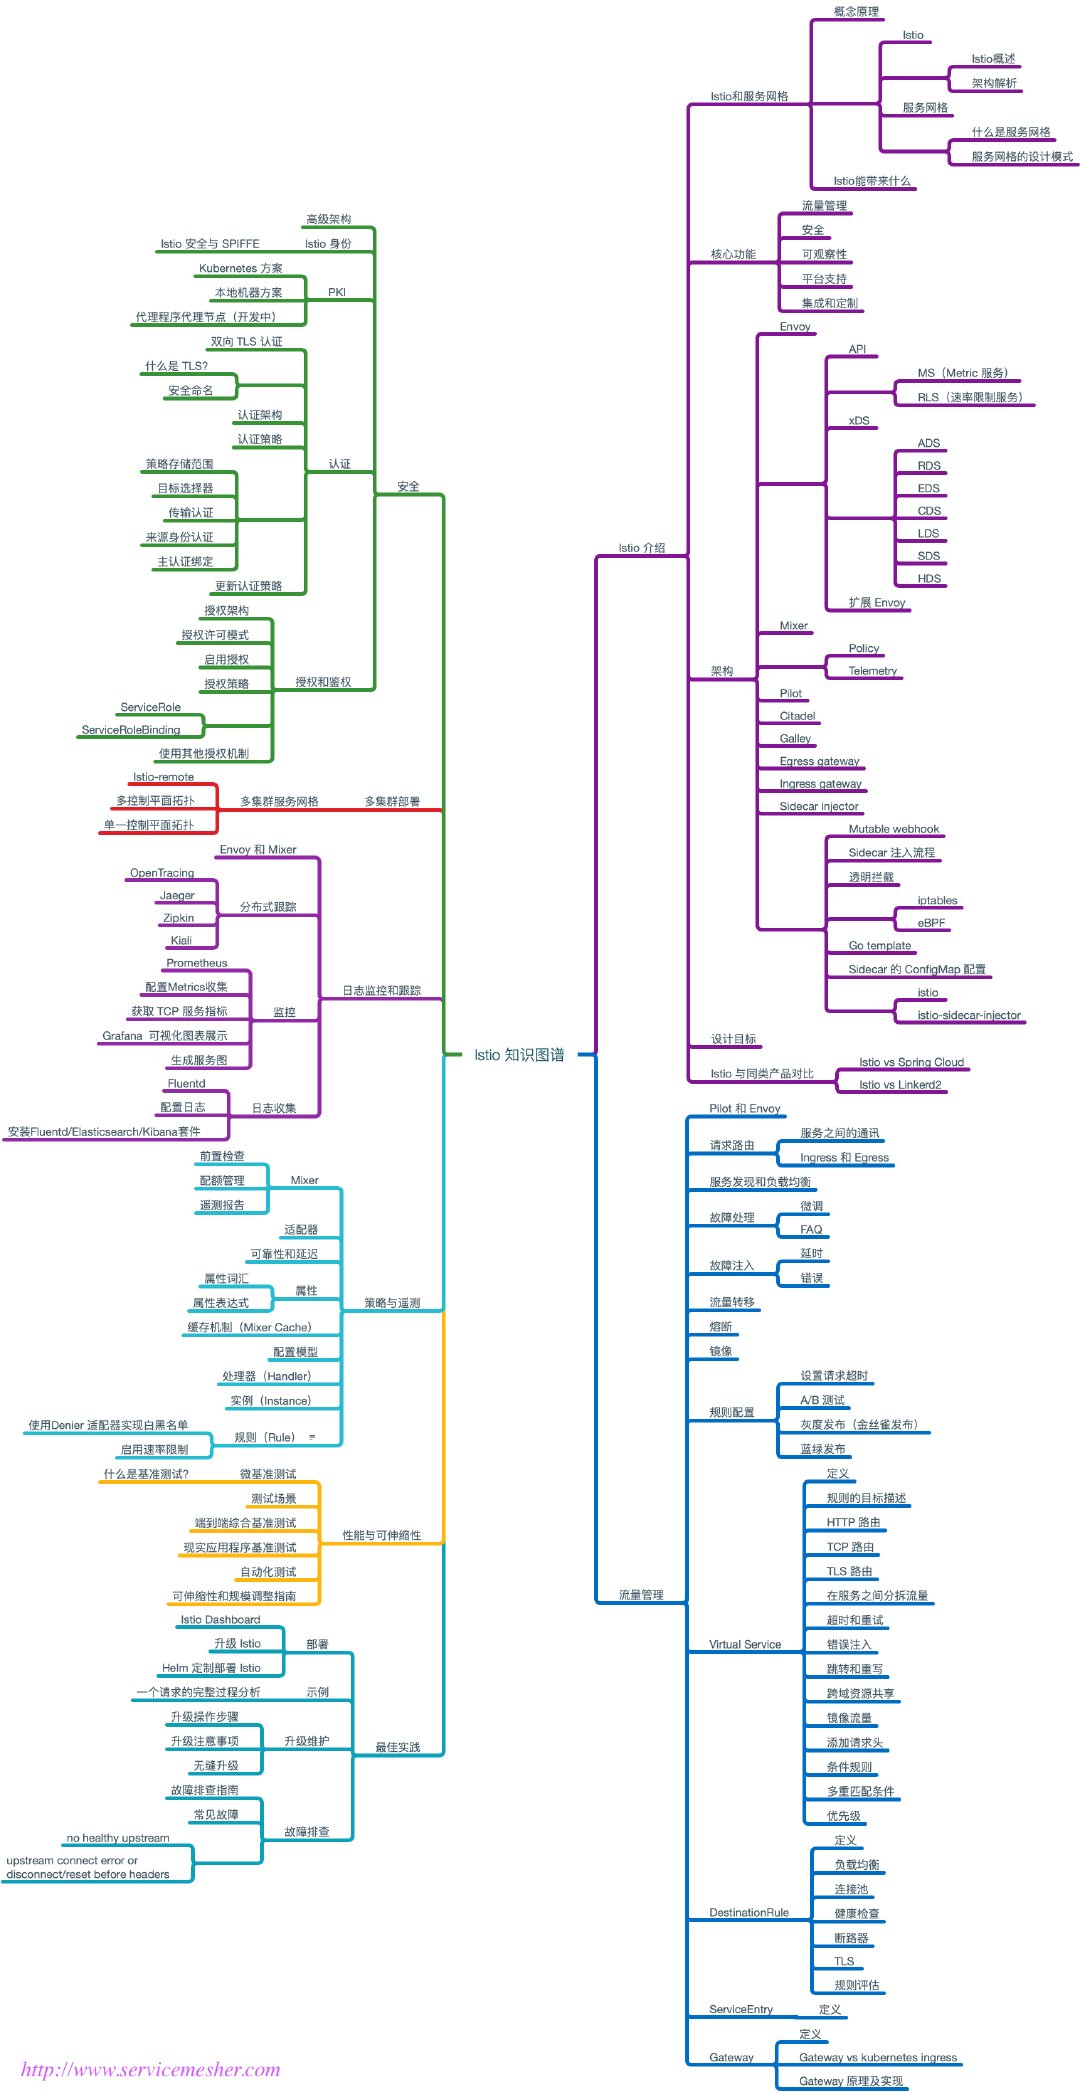 Istio 知识图谱
Istio 介绍
Istio和服务网格
概念原理
Istio
Istio概述
架构解析
服务网格
什么是服务网格
服务网格的设计模式
Istio能带来什么
核心功能
流量管理
安全
可观察性
平台支持
集成和定制
架构
Envoy
API
MS（Metric 服务）
RLS（速率限制服务）
xDS
ADS
RDS
EDS
CDS
LDS
SDS
HDS
扩展 Envoy
Mixer
Policy
Telemetry
Pilot
Citadel
Galley
Egress gateway
Ingress gateway
Sidecar injector
Mutable webhook
Sidecar 注入流程
透明拦截
iptables
eBPF
Go template
Sidecar 的 ConfigMap 配置
istio
istio-sidecar-injector
设计目标
Istio 与同类产品对比
Istio vs Spring Cloud
Istio vs Linkerd2
流量管理
Pilot 和 Envoy
请求路由
服务之间的通讯
Ingress 和 Egress
服务发现和负载均衡
故障处理
微调
FAQ
故障注入
延时
错误
流量转移
熔断
镜像
规则配置
设置请求超时
A/B 测试
灰度发布（金丝雀发布）
蓝绿发布
Virtual Service
定义
规则的目标描述
HTTP 路由
TCP 路由
TLS 路由
在服务之间分拆流量
超时和重试
错误注入
跳转和重写
跨域资源共享
镜像流量
添加请求头
条件规则
多重匹配条件
优先级
DestinationRule
定义
负载均衡
连接池
健康检查
断路器
TLS
规则评估
ServiceEntry
定义
Gateway
定义
Gateway vs kubernetes ingress
Gateway 原理及实现
安全
高级架构
Istio 身份
Istio 安全与 SPIFFE
PKI
Kubernetes 方案
本地机器方案
代理程序代理节点（开发中）
认证
双向 TLS 认证
什么是 TLS?
安全命名
认证架构
认证策略
策略存储范围
目标选择器
传输认证
来源身份认证
主认证绑定
更新认证策略
授权和鉴权
授权架构
授权许可模式
启用授权
授权策略
ServiceRole
ServiceRoleBinding
使用其他授权机制
多集群部署
多集群服务网格
Istio-remote
多控制平面拓扑
单一控制平面拓扑
日志监控和跟踪
Envoy 和 Mixer
分布式跟踪
OpenTracing
Jaeger
Zipkin
Kiali
监控
Prometheus
配置Metrics收集
获取 TCP 服务指标
Grafana 可视化图表展示
生成服务图
日志收集
Fluentd
配置日志
安装Fluentd/Elasticsearch/Kibana套件
策略与遥测
Mixer
前置检查
配额管理
遥测报告
适配器
可靠性和延迟
属性
属性词汇
属性表达式
缓存机制（Mixer Cache）
配置模型
处理器（Handler）
实例（Instance）
规则（Rule）
使用Denier 适配器实现白黑名单
启用速率限制
性能与可伸缩性
微基准测试
什么是基准测试?
测试场景
端到端综合基准测试
现实应用程序基准测试
自动化测试
可伸缩性和规模调整指南
最佳实践
部署
Istio Dashboard
升级 Istio
Helm 定制部署 Istio
示例
一个请求的完整过程分析
升级维护
升级操作步骤
升级注意事项
无缝升级
故障排查
故障排查指南
常见故障
no healthy upstream
upstream connect error or
disconnect/reset before headers
http://www.servicemesher.com